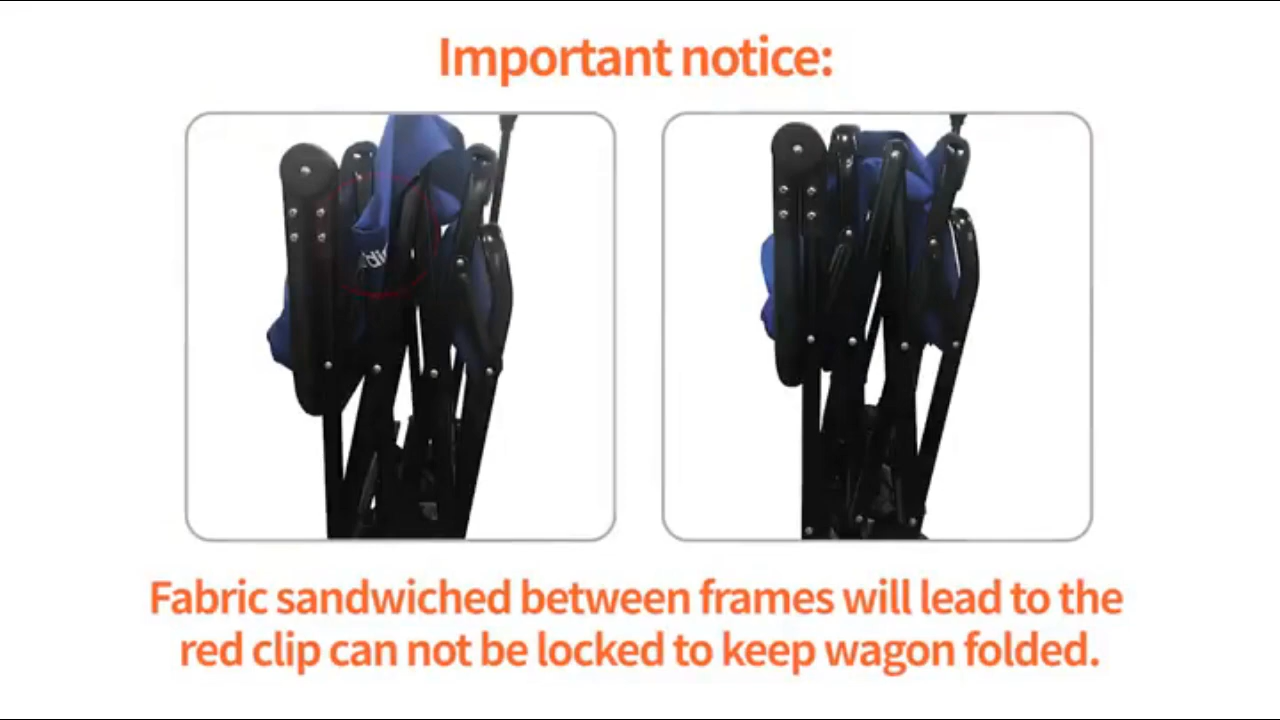 Important notice:
Fabric sandwiched between frames will lead to the
red clip can not be locked to keep wagon folded.